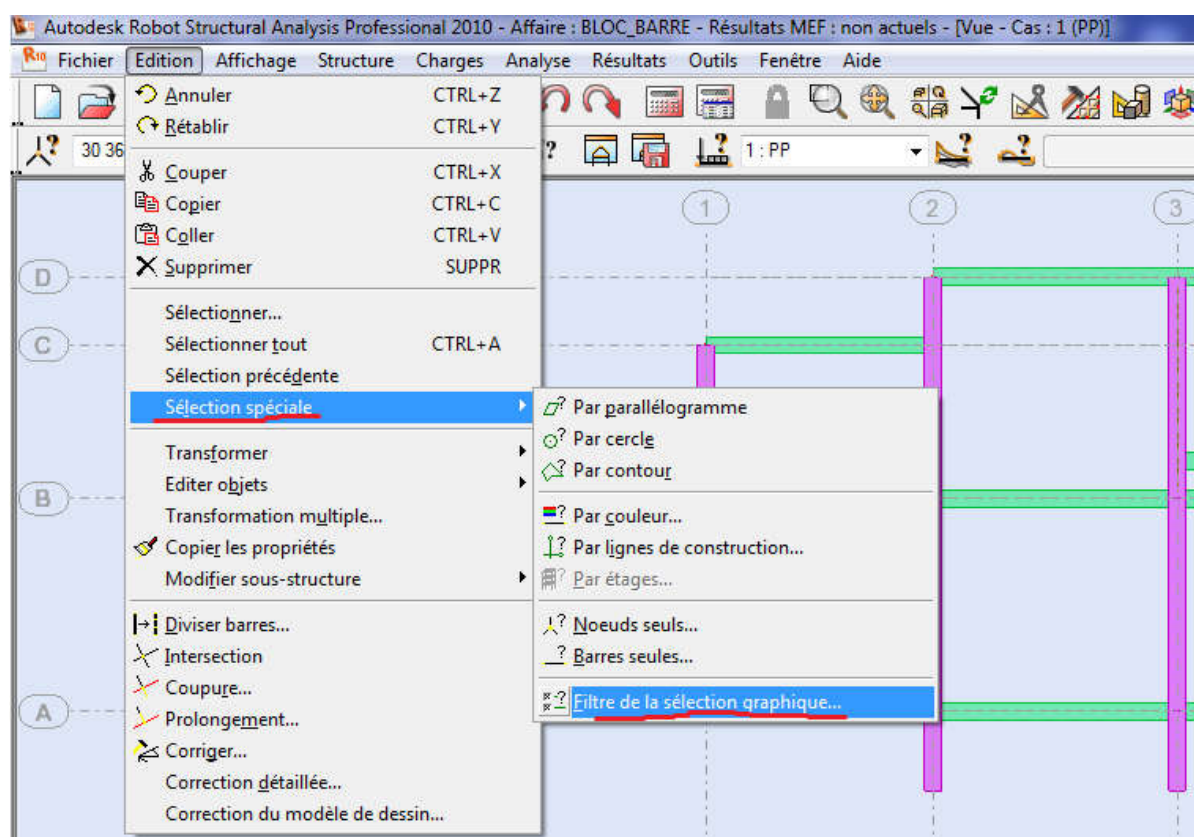 Autodesk Robot Structural Analysis Professional 2010 - Affaire : BLOC_BARRE - Résultats MEF : non actuels - [Vue - Cas : 1 (PP)]
R10 Fichier Edition Affichage Structure Charges Analyse Résultats Outils Fenêtre Aide
30 36 1 : PP
Annuler CTRL+Z
Rétablir CTRL+Y
Couper CTRL+X
Copier CTRL+C
Coller CTRL+V
Supprimer SUPPR
Sélectionner...
Sélectionner tout CTRL+A
Sélection précédente
Sélection spéciale
Transformer
Editer objets
Transformation multiple...
Copier les propriétés
Modifier sous-structure
Diviser barres...
Intersection
Coupure...
Prolongement...
Corriger...
Correction détaillée...
Correction du modèle de dessin...
Par parallélogramme
Par cercle
Par contour
Par couleur...
Par lignes de construction...
Par étages...
Noeuds seuls...
Barres seules...
Filtre de la sélection graphique...
1 2 3
D
C
B
A